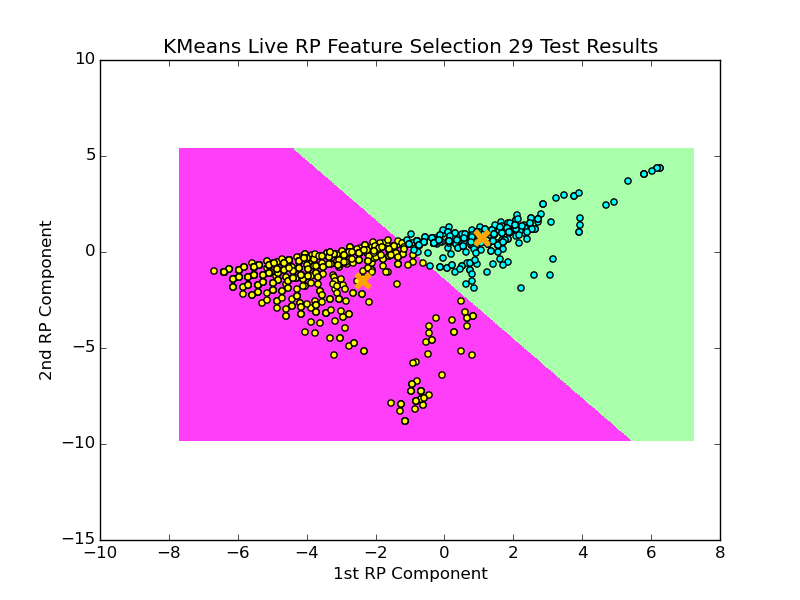 KMeans Live RP Feature Selection 29 Test Results
10
5
0
−5
−10
−15
2nd RP Component
−10 −8 −6 −4 −2 0 2 4 6 8
1st RP Component